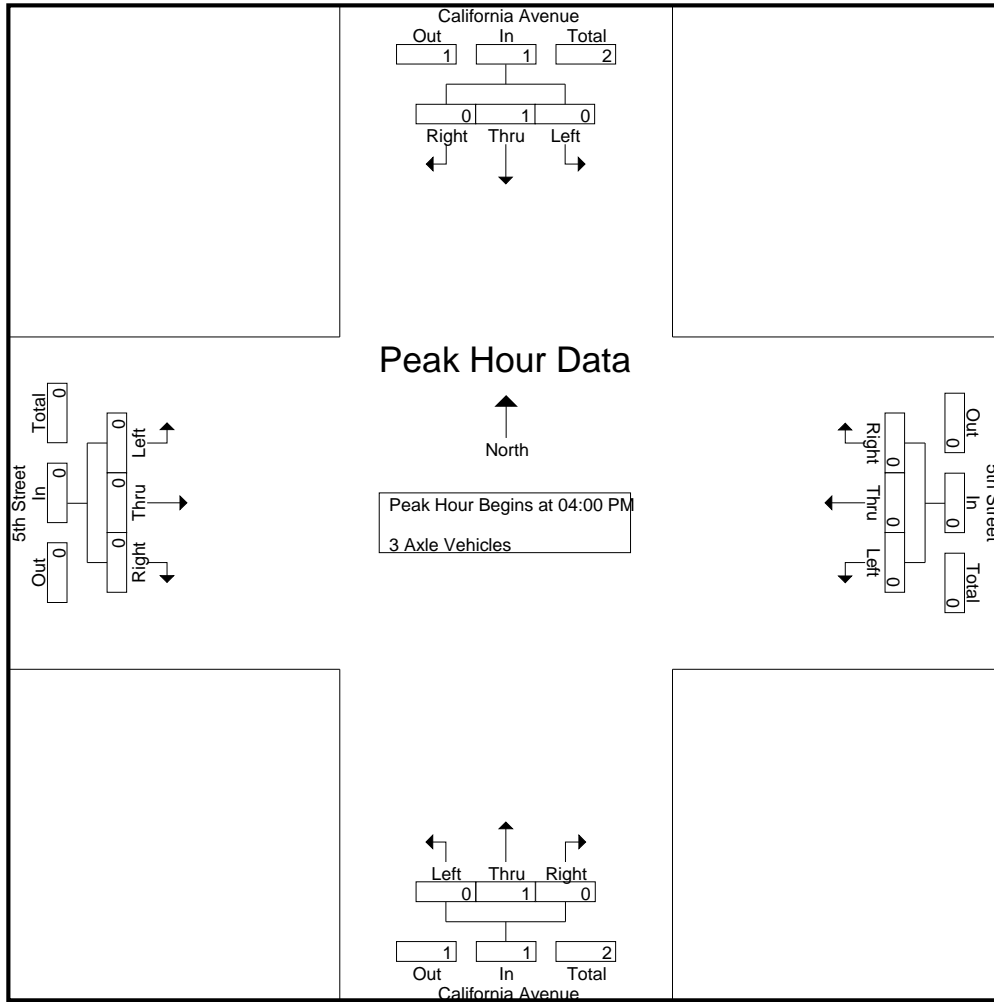 California Avenue
Out In Total
1 1 2
0 1 0
Right Thru Left
Peak Hour Data
North
Peak Hour Begins at 04:00 PM
3 Axle Vehicles
5th Street
Total In Out
0 0 0
0 0 0
Left Thru Right
5th Street
Out In Total
0 0 0
0 0 0
Right Thru Left
Left Thru Right
0 1 0
1 1 2
Out In Total
California Avenue